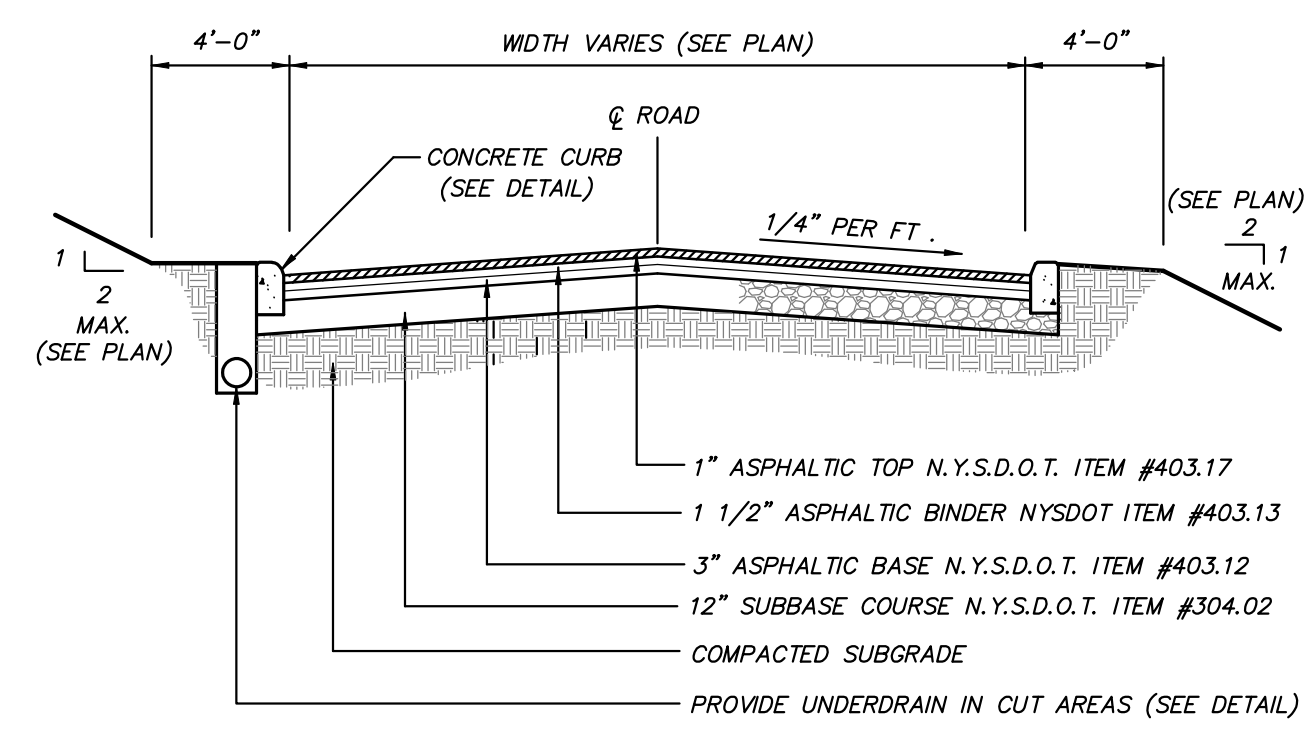 4'-0"
WIDTH VARIES (SEE PLAN)
4'-0"
℄ ROAD
CONCRETE CURB
(SEE DETAIL)
1/4" PER FT .
(SEE PLAN)
2
1
MAX.
1
2
MAX.
(SEE PLAN)
1" ASPHALTIC TOP N.Y.S.D.O.T. ITEM #403.17
1 1/2" ASPHALTIC BINDER NYSDOT ITEM #403.13
3" ASPHALTIC BASE N.Y.S.D.O.T. ITEM #403.12
12" SUBBASE COURSE N.Y.S.D.O.T. ITEM #304.02
COMPACTED SUBGRADE
PROVIDE UNDERDRAIN IN CUT AREAS (SEE DETAIL)